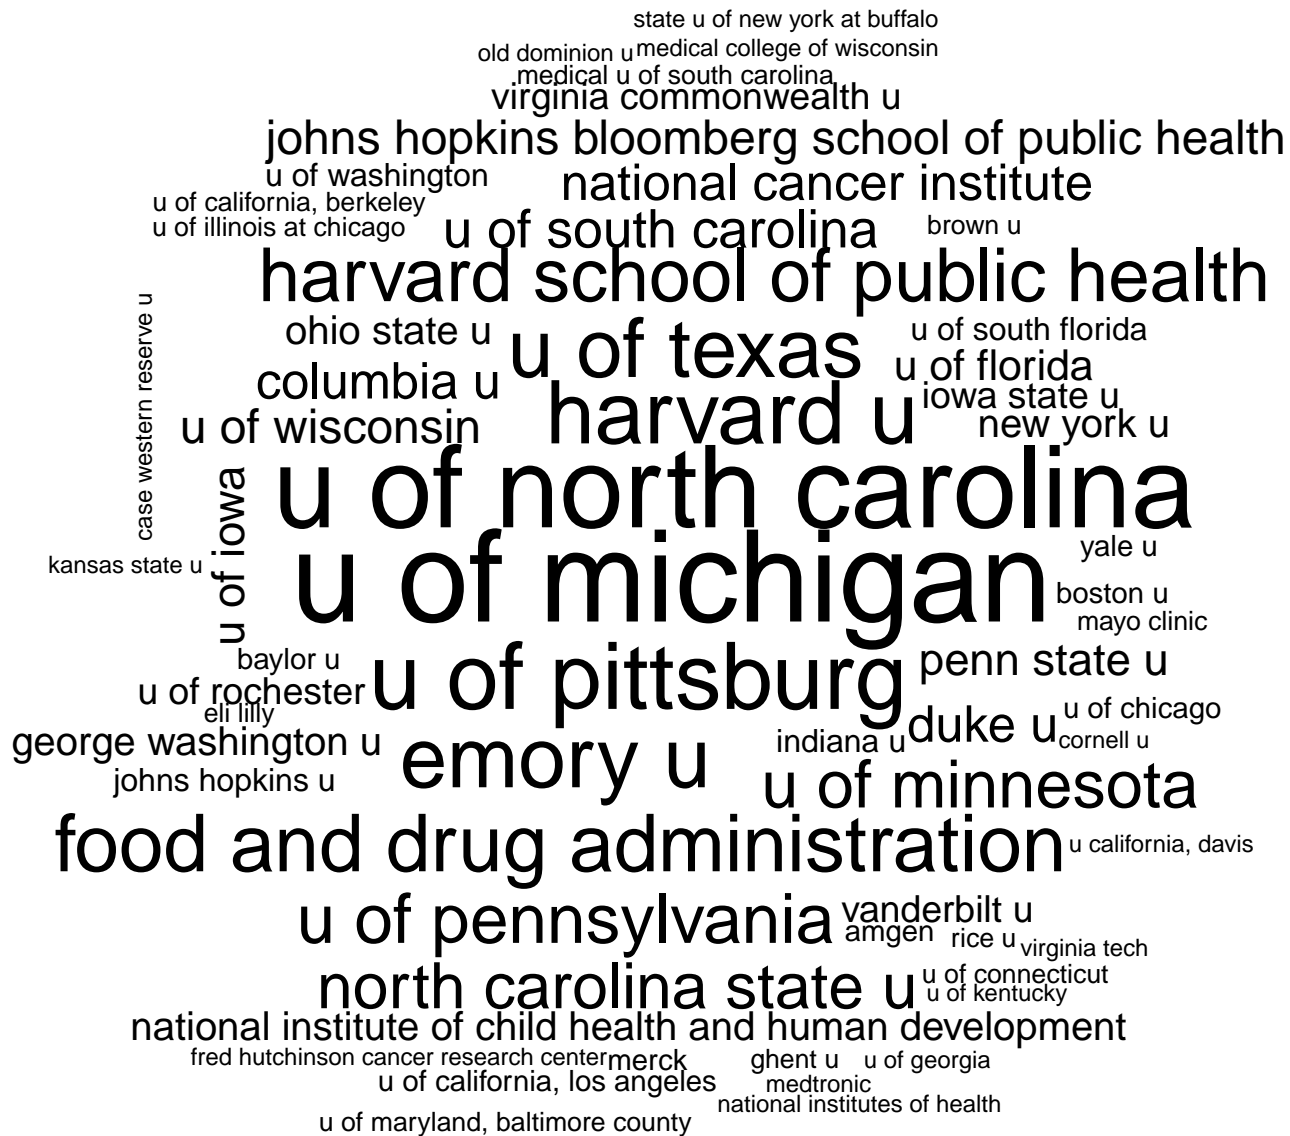 state u of new york at buffalo
old dominion u
medical college of wisconsin
medical u of south carolina
virginia commonwealth u
johns hopkins bloomberg school of public health
u of washington
national cancer institute
u of california, berkeley
u of illinois at chicago
u of south carolina
brown u
harvard school of public health
case western reserve u
ohio state u
u of texas
u of south florida
u of florida
columbia u
harvard u
iowa state u
u of wisconsin
new york u
u of north carolina
u of iowa
kansas state u
u of michigan
yale u
boston u
mayo clinic
baylor u
u of pittsburg
penn state u
u of rochester
eli lilly
u of chicago
duke u
cornell u
george washington u
emory u
indiana u
johns hopkins u
u of minnesota
food and drug administration
u california, davis
u of pennsylvania
vanderbilt u
amgen
rice u
virginia tech
north carolina state u
u of connecticut
u of kentucky
national institute of child health and human development
fred hutchinson cancer research center
merck
ghent u
u of georgia
u of california, los angeles
medtronic
national institutes of health
u of maryland, baltimore county